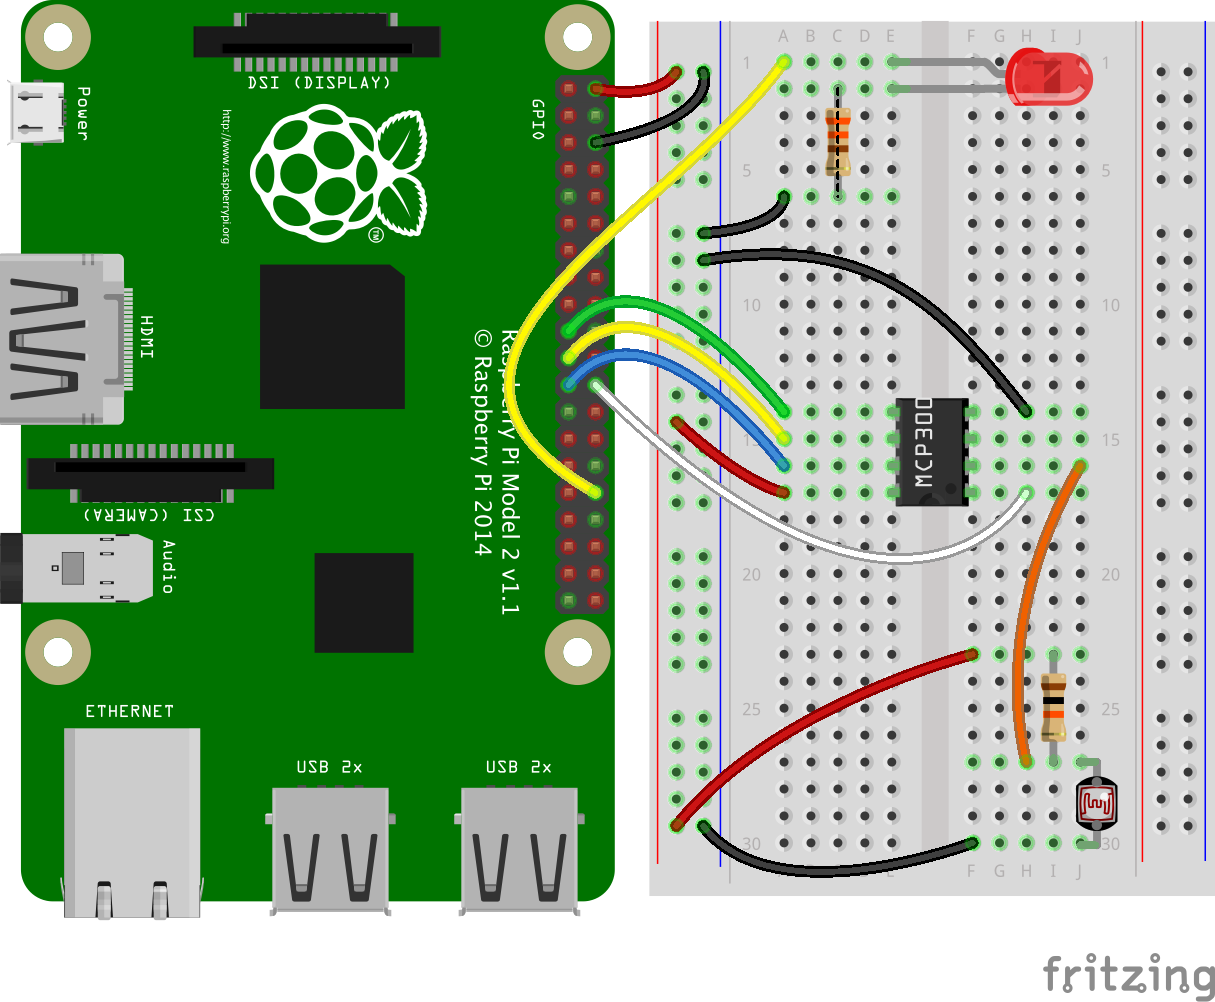 DSI (DISPLAY)
Power
GPIO
http://www.raspberrypi.org
TM
HDMI
Raspberry Pi Model 2 v1.1
© Raspberry Pi 2014
CSI (CAMERA)
Audio
ETHERNET
USB 2x
USB 2x
A B C D E F G H I J
1 1
5 5
10 10
15 15
MCP300
20 20
25 25
30 30
E F G H I J
fritzing